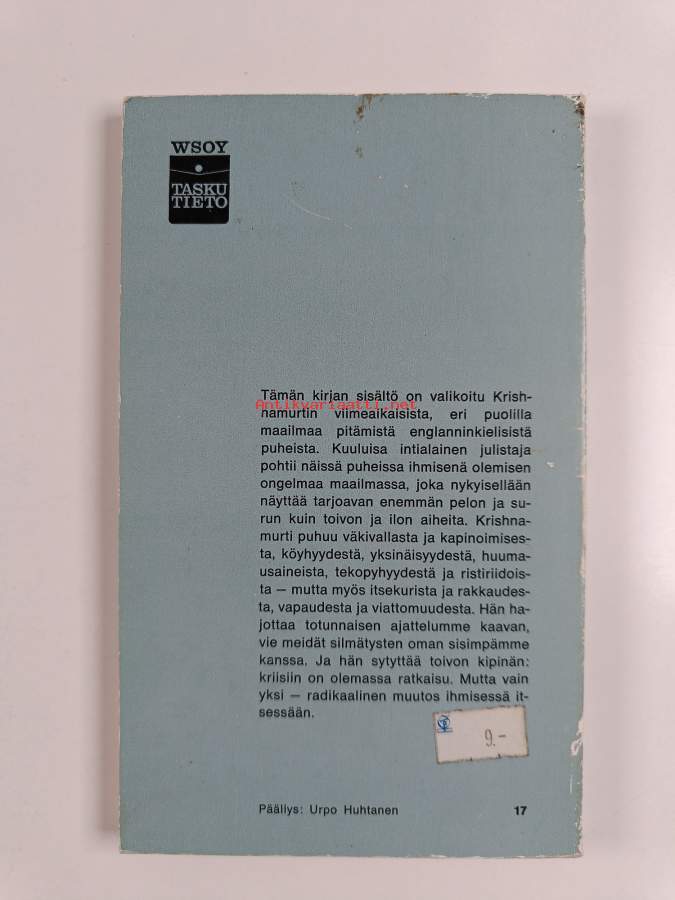 WSOY
TASKU
TIETO
Tämän kirjan sisältö on valikoitu Krish-
namurtin viimeaikaisista, eri puolilla
Antikvariaatti.net
maailmaa pitämistä englanninkielisistä
puheista. Kuuluisa intialainen julistaja
pohtii näissä puheissa ihmisenä olemisen
ongelmaa maailmassa, joka nykyisellään
näyttää tarjoavan enemmän pelon ja su-
run kuin toivon ja ilon aiheita. Krishna-
murti puhuu väkivallasta ja kapinoimises-
ta, köyhyydestä, yksinäisyydestä, huuma-
usaineista, tekopyhyydestä ja ristiriidois-
ta — mutta myös itsekurista ja rakkaudes-
ta, vapaudesta ja viattomuudesta. Hän ha-
jottaa totunnaisen ajattelumme kaavan,
vie meidät silmätysten oman sisimpämme
kanssa. Ja hän sytyttää toivon kipinän:
kriisiin on olemassa ratkaisu. Mutta vain
yksi — radikaalinen muutos ihmisessä it-
sessään.
9.-
Päällys: Urpo Huhtanen
17